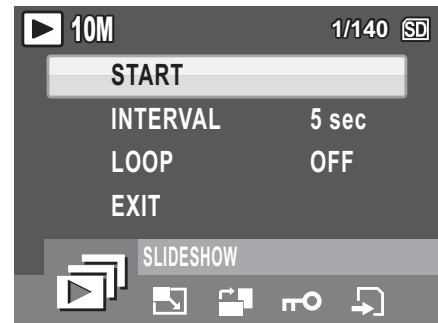 10M 1/140 SD
START
INTERVAL 5 sec
LOOP OFF
EXIT
SLIDESHOW